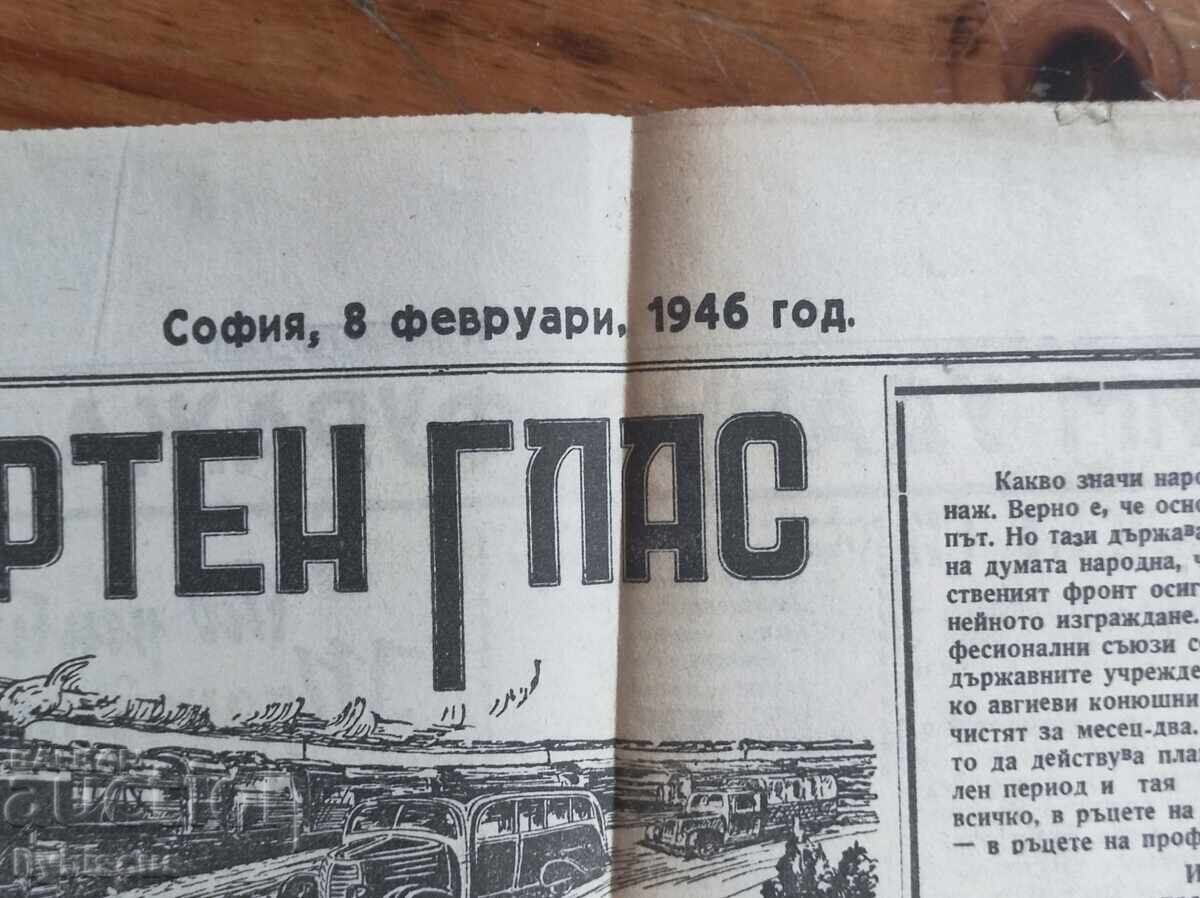 София, 8 февруари, 1946 год.
РТЕН ГЛАС
Какво значи наро
наж. Верно е, че осно
път. Но тази държава
на думата народна, ч
ственият фронт осиг
нейното изграждане.
фесионални съюзи с
държавните учрежде
ко авгиеви конюшни
чистят за месец-два.
то да действува пла
лен период и тая
всичко, в ръцете на
— в ръцете на проф
И